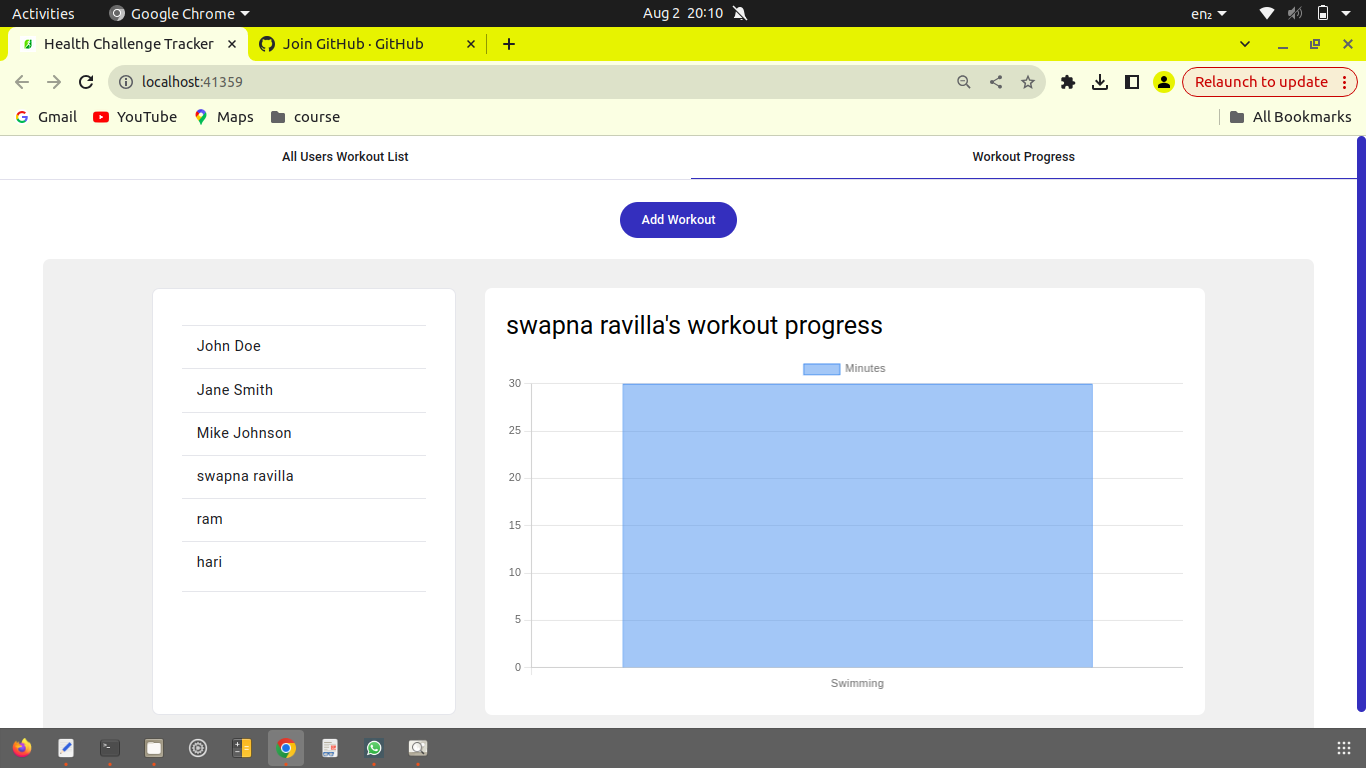 Activities Google Chrome Aug 2 20:10 en₂
Health Challenge Tracker Join GitHub · GitHub
localhost:41359 Relaunch to update
Gmail YouTube Maps course All Bookmarks
All Users Workout List Workout Progress
Add Workout
John Doe
Jane Smith
Mike Johnson
swapna ravilla
ram
hari
swapna ravilla's workout progress
Minutes
30
25
20
15
10
5
0
Swimming